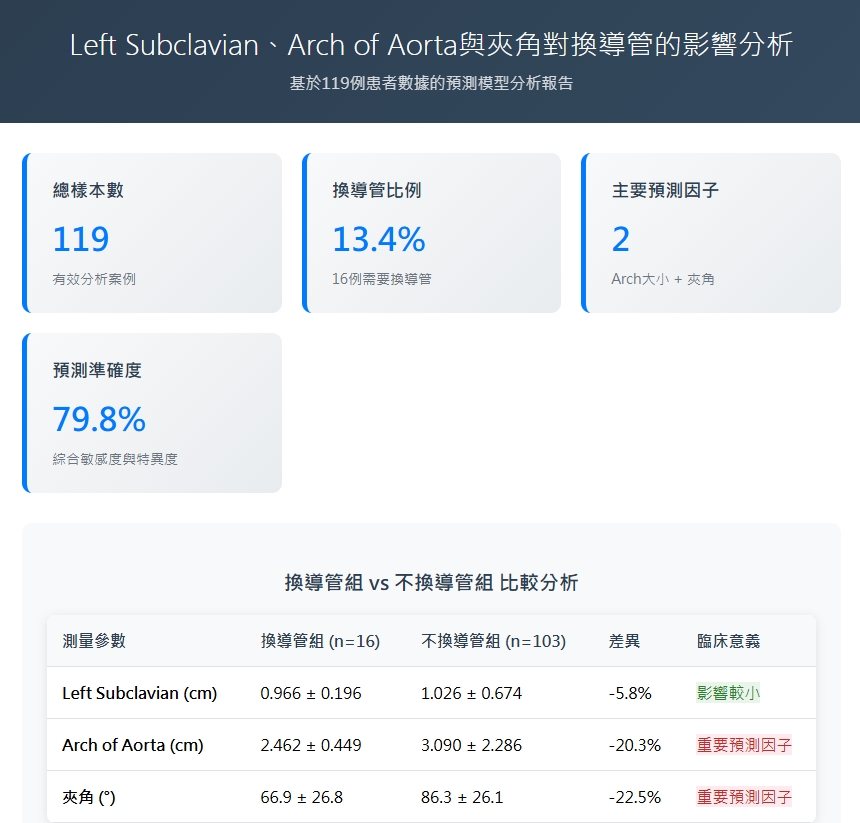 Left Subclavian、Arch of Aorta與夾角對換導管的影響分析
基於119例患者數據的預測模型分析報告
總樣本數
119
有效分析案例
換導管比例
13.4%
16例需要換導管
主要預測因子
2
Arch大小 + 夾角
預測準確度
79.8%
綜合敏感度與特異度
換導管組 vs 不換導管組 比較分析
測量參數 換導管組 (n=16) 不換導管組 (n=103) 差異 臨床意義
Left Subclavian (cm) 0.966 ± 0.196 1.026 ± 0.674 -5.8% 影響較小
Arch of Aorta (cm) 2.462 ± 0.449 3.090 ± 2.286 -20.3% 重要預測因子
夾角 (°) 66.9 ± 26.8 86.3 ± 26.1 -22.5% 重要預測因子